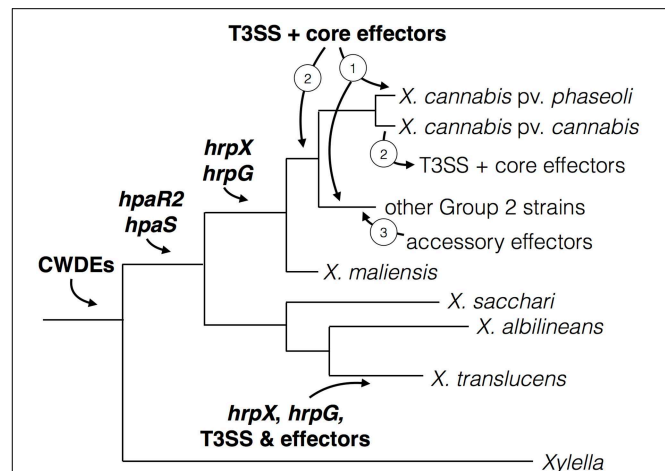 T3SS + core effectors
2
1
X. cannabis pv. phaseoli
X. cannabis pv. cannabis
hrpX
hrpG
2
T3SS + core effectors
hpaR2
hpaS
other Group 2 strains
3
accessory effectors
CWDEs
X. maliensis
X. sacchari
X. albilineans
X. translucens
hrpX, hrpG,
T3SS & effectors
Xylella